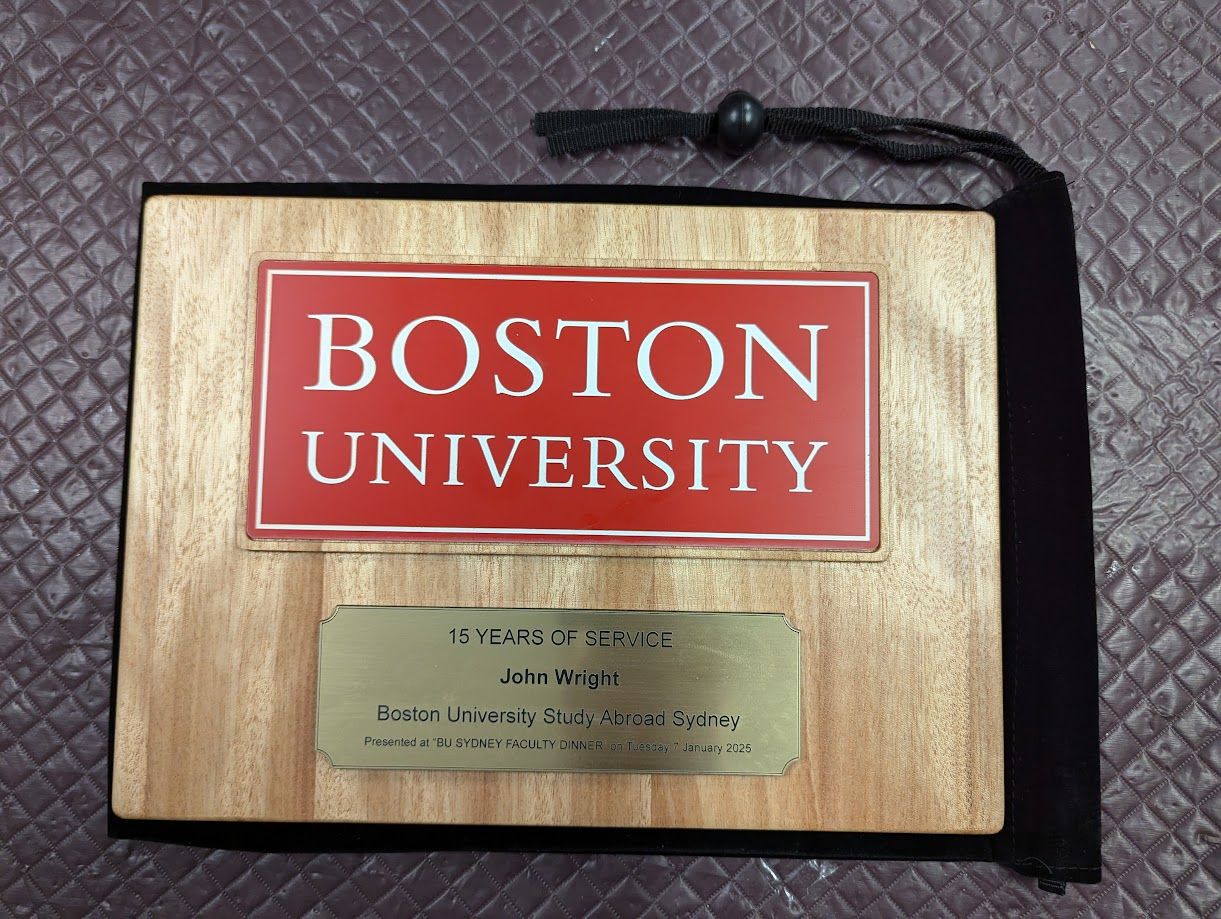 BOSTON
UNIVERSITY
15 YEARS OF SERVICE
John Wright
Boston University Study Abroad Sydney
Presented at "BU SYDNEY FACULTY DINNER" on Tuesday 7 January 2025